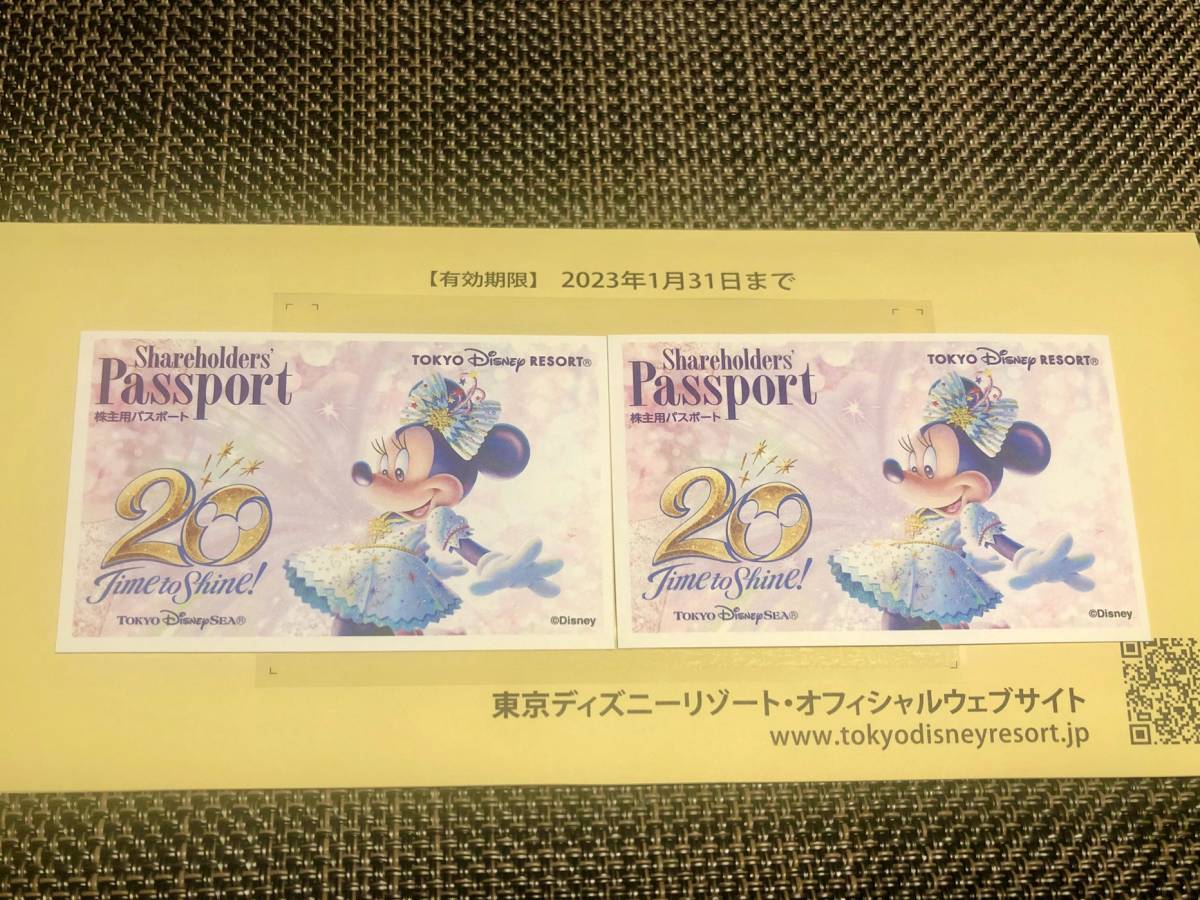 【有効期限】 2023年1月31日まで
Shareholders'
Passport
株主用パスポート
TOKYO Disney RESORT®
20
Time to Shine!
TOKYO DisneySEA®
©Disney
Shareholders'
Passport
株主用パスポート
TOKYO Disney RESORT®
20
Time to Shine!
TOKYO DisneySEA®
©Disney
東京ディズニーリゾート・オフィシャルウェブサイト
www.tokyodisneyresort.jp